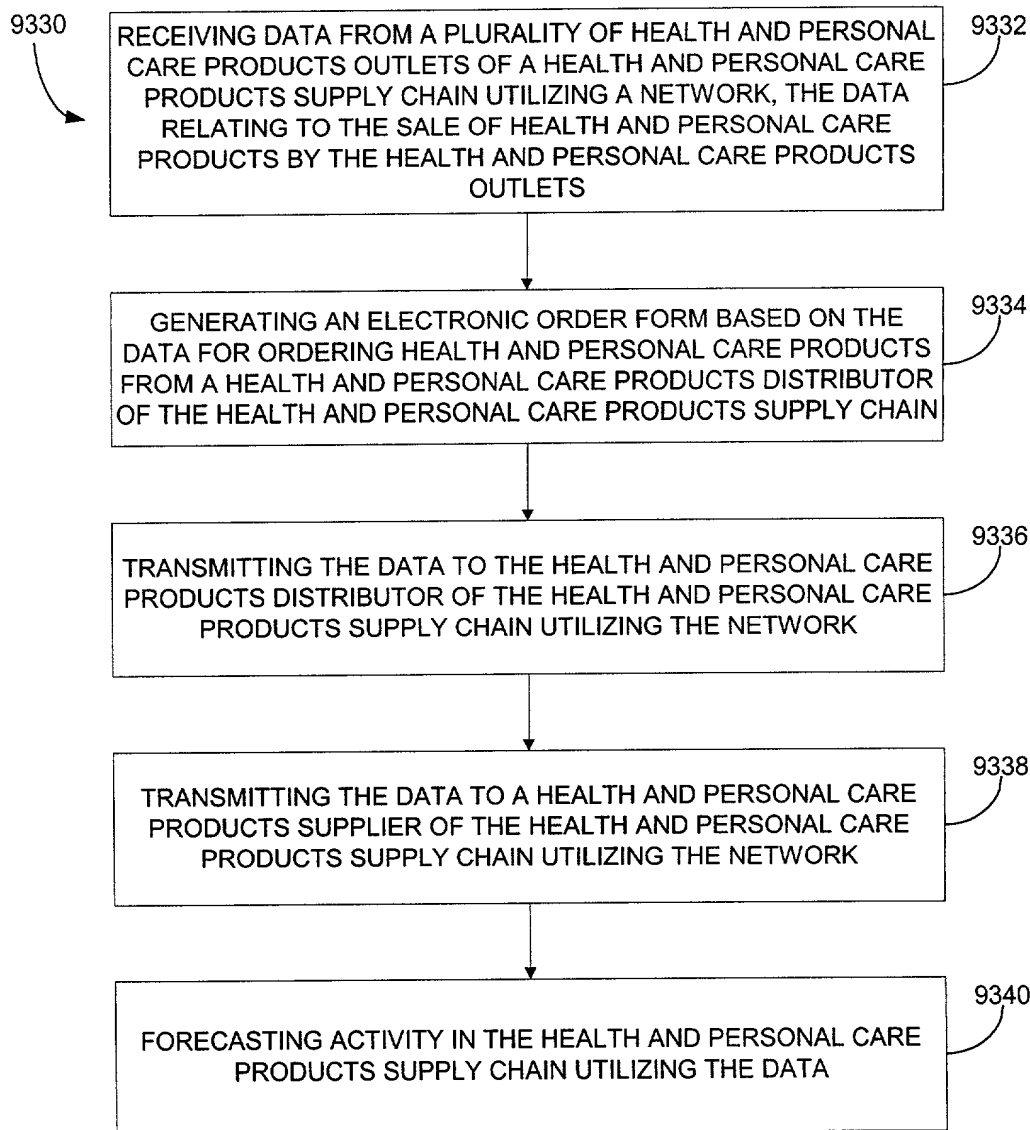 9330
RECEIVING DATA FROM A PLURALITY OF HEALTH AND PERSONAL
CARE PRODUCTS OUTLETS OF A HEALTH AND PERSONAL CARE
PRODUCTS SUPPLY CHAIN UTILIZING A NETWORK, THE DATA
RELATING TO THE SALE OF HEALTH AND PERSONAL CARE
PRODUCTS BY THE HEALTH AND PERSONAL CARE PRODUCTS
OUTLETS
9332
GENERATING AN ELECTRONIC ORDER FORM BASED ON THE
DATA FOR ORDERING HEALTH AND PERSONAL CARE PRODUCTS
FROM A HEALTH AND PERSONAL CARE PRODUCTS DISTRIBUTOR
OF THE HEALTH AND PERSONAL CARE PRODUCTS SUPPLY CHAIN
9334
TRANSMITTING THE DATA TO THE HEALTH AND PERSONAL CARE
PRODUCTS DISTRIBUTOR OF THE HEALTH AND PERSONAL CARE
PRODUCTS SUPPLY CHAIN UTILIZING THE NETWORK
9336
TRANSMITTING THE DATA TO A HEALTH AND PERSONAL CARE
PRODUCTS SUPPLIER OF THE HEALTH AND PERSONAL CARE
PRODUCTS SUPPLY CHAIN UTILIZING THE NETWORK
9338
FORECASTING ACTIVITY IN THE HEALTH AND PERSONAL CARE
PRODUCTS SUPPLY CHAIN UTILIZING THE DATA
9340